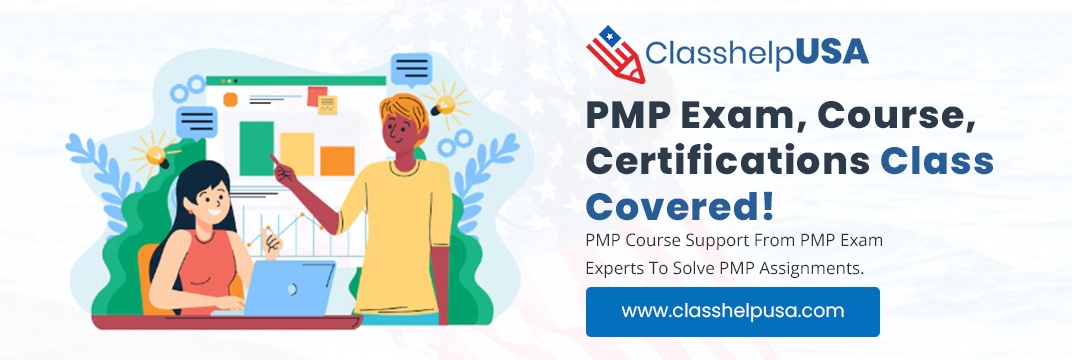 ClasshelpUSA
PMP Exam, Course,
Certifications Class
Covered!
PMP Course Support From PMP Exam
Experts To Solve PMP Assignments.
www.classhelpusa.com